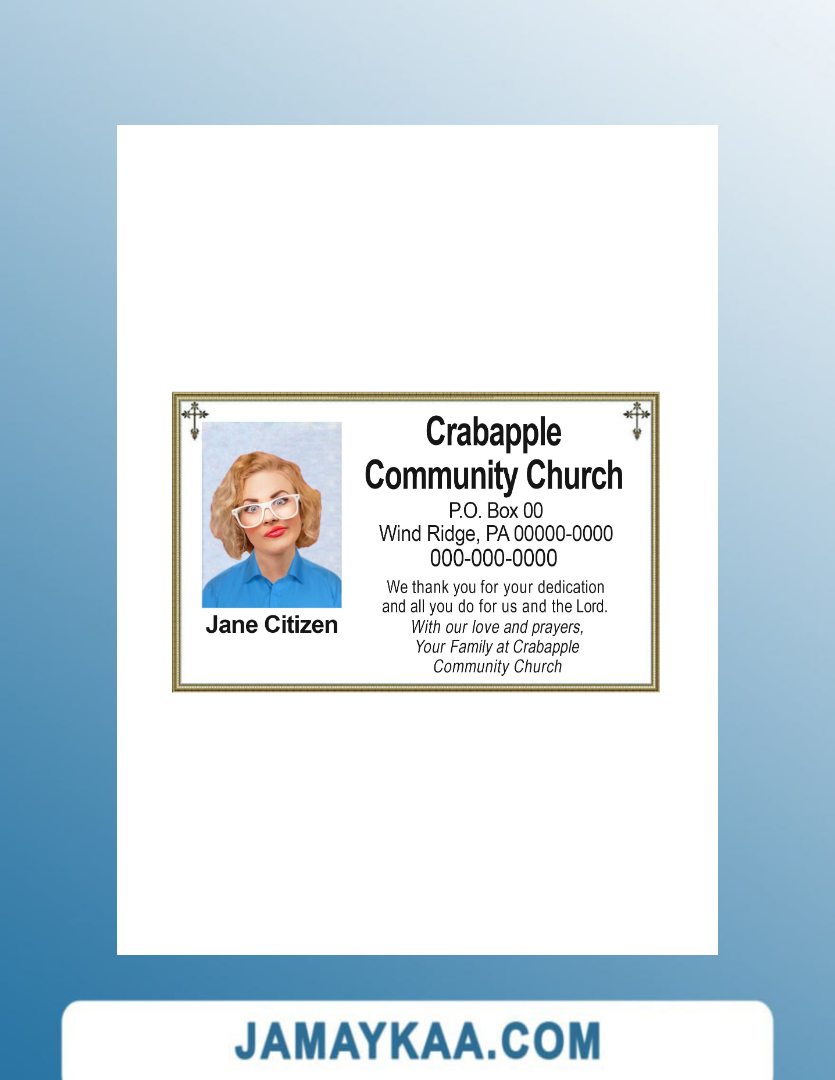 Crabapple
Community Church
P.O. Box 00
Wind Ridge, PA 00000-0000
000-000-0000
We thank you for your dedication
and all you do for us and the Lord.
With our love and prayers,
Your Family at Crabapple
Community Church
Jane Citizen
JAMAYKAA.COM